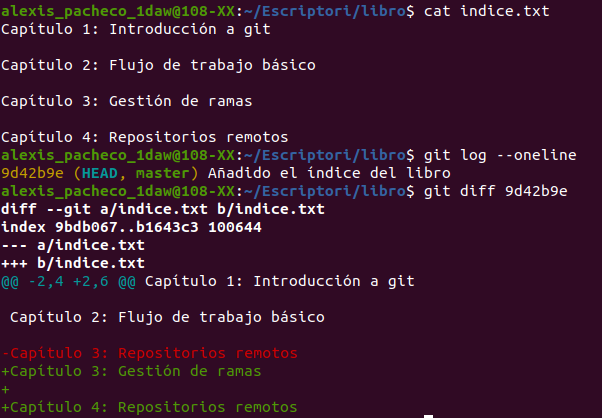 alexis_pacheco_1daw@108-XX:~/Escriptori/libro$ cat indice.txt
Capítulo 1: Introducción a git
Capítulo 2: Flujo de trabajo básico
Capítulo 3: Gestión de ramas
Capítulo 4: Repositorios remotos
alexis_pacheco_1daw@108-XX:~/Escriptori/libro$ git log --oneline
9d42b9e (HEAD, master) Añadido el índice del libro
alexis_pacheco_1daw@108-XX:~/Escriptori/libro$ git diff 9d42b9e
diff --git a/indice.txt b/indice.txt
index 9bdb067..b1643c3 100644
--- a/indice.txt
+++ b/indice.txt
@@ -2,4 +2,6 @@ Capítulo 1: Introducción a git
 Capítulo 2: Flujo de trabajo básico
-Capítulo 3: Repositorios remotos
+Capítulo 3: Gestión de ramas
+
+Capítulo 4: Repositorios remotos